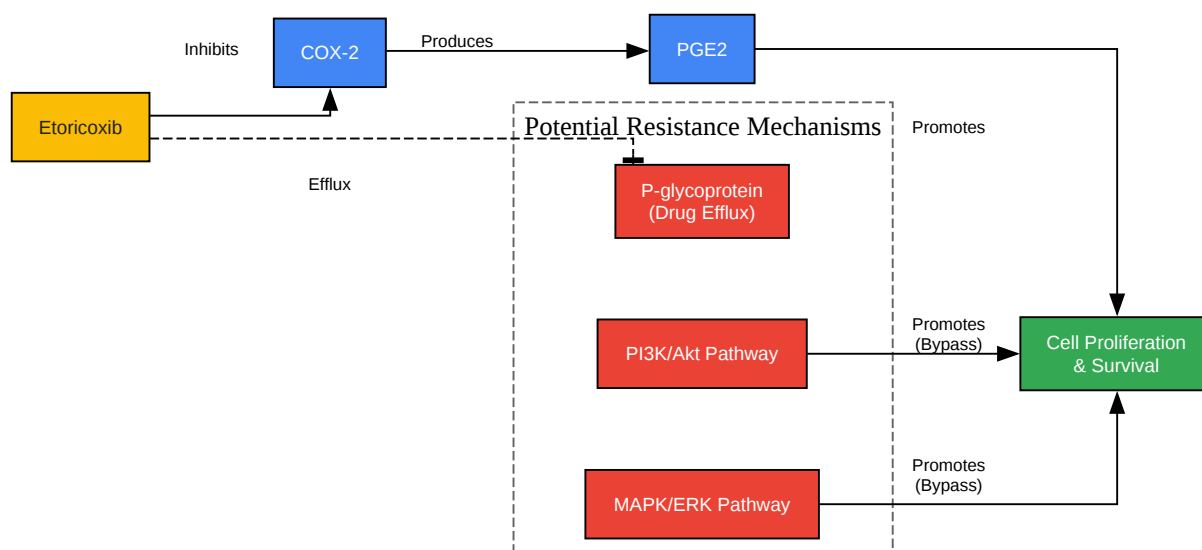 Inhibits
COX-2
Produces
PGE2
Etoricoxib
Potential Resistance Mechanisms
Promotes
Efflux
P-glycoprotein
(Drug Efflux)
PI3K/Akt Pathway
Promotes
(Bypass)
Cell Proliferation
& Survival
MAPK/ERK Pathway
Promotes
(Bypass)